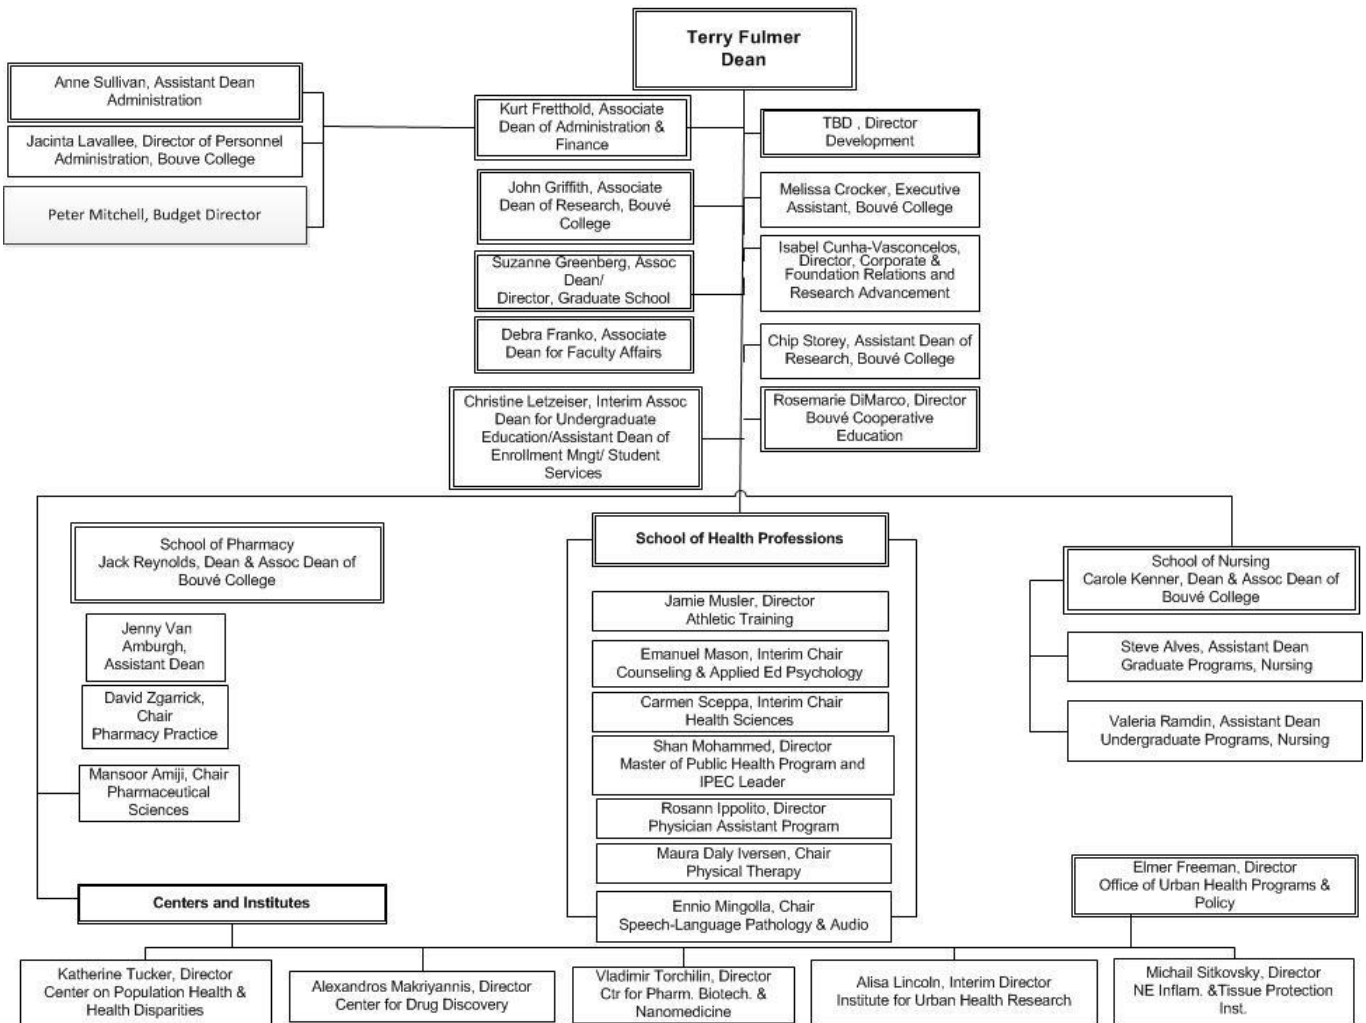 Terry Fulmer
Dean
Anne Sullivan, Assistant Dean
Administration
Jacinta Lavallee, Director of Personnel
Administration, Bouve College
Peter Mitchell, Budget Director
Kurt Fretthold, Associate
Dean of Administration &
Finance
John Griffith, Associate
Dean of Research, Bouvé
College
Suzanne Greenberg, Assoc
Dean/
Director, Graduate School
Debra Franko, Associate
Dean for Faculty Affairs
Christine Letzeiser, Interim Assoc
Dean for Undergraduate
Education/Assistant Dean of
Enrollment Mngt/ Student
Services
TBD , Director
Development
Melissa Crocker, Executive
Assistant, Bouvé College
Isabel Cunha-Vasconcelos,
Director, Corporate &
Foundation Relations and
Research Advancement
Chip Storey, Assistant Dean of
Research, Bouvé College
Rosemarie DiMarco, Director
Bouvé Cooperative
Education
School of Pharmacy
Jack Reynolds, Dean & Assoc Dean of
Bouvé College
Jenny Van
Amburgh,
Assistant Dean
David Zgarrick,
Chair
Pharmacy Practice
Mansoor Amiji, Chair
Pharmaceutical
Sciences
School of Health Professions
Jamie Musler, Director
Athletic Training
Emanuel Mason, Interim Chair
Counseling & Applied Ed Psychology
Carmen Sceppa, Interim Chair
Health Sciences
Shan Mohammed, Director
Master of Public Health Program and
IPEC Leader
Rosann Ippolito, Director
Physician Assistant Program
Maura Daly Iversen, Chair
Physical Therapy
Ennio Mingolla, Chair
Speech-Language Pathology & Audio
School of Nursing
Carole Kenner, Dean & Assoc Dean of
Bouvé College
Steve Alves, Assistant Dean
Graduate Programs, Nursing
Valeria Ramdin, Assistant Dean
Undergraduate Programs, Nursing
Elmer Freeman, Director
Office of Urban Health Programs &
Policy
Centers and Institutes
Katherine Tucker, Director
Center on Population Health &
Health Disparities
Alexandros Makriyannis, Director
Center for Drug Discovery
Vladimir Torchilin, Director
Ctr for Pharm. Biotech. &
Nanomedicine
Alisa Lincoln, Interim Director
Institute for Urban Health Research
Michail Sitkovsky, Director
NE Inflam. &Tissue Protection
Inst.